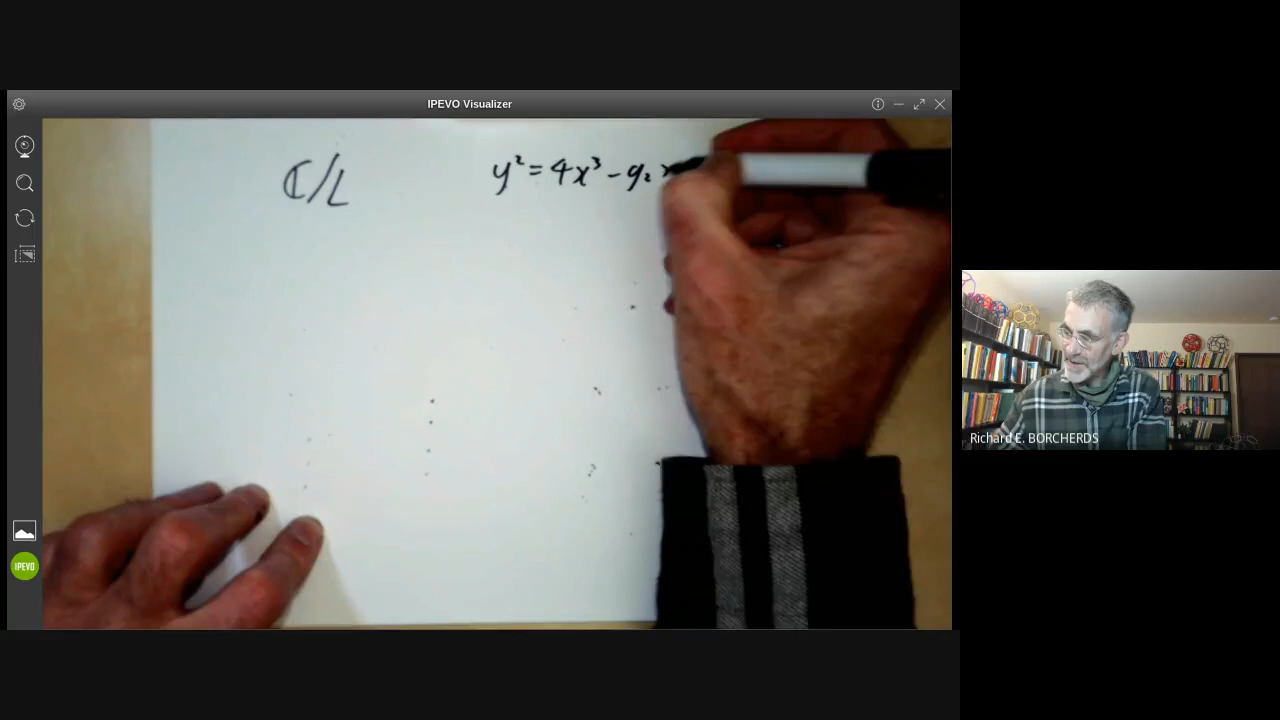 IPEVO Visualizer
ℂ/L
y² = 4x³ - g₂ x
IPEVO
Richard E. BORCHERDS